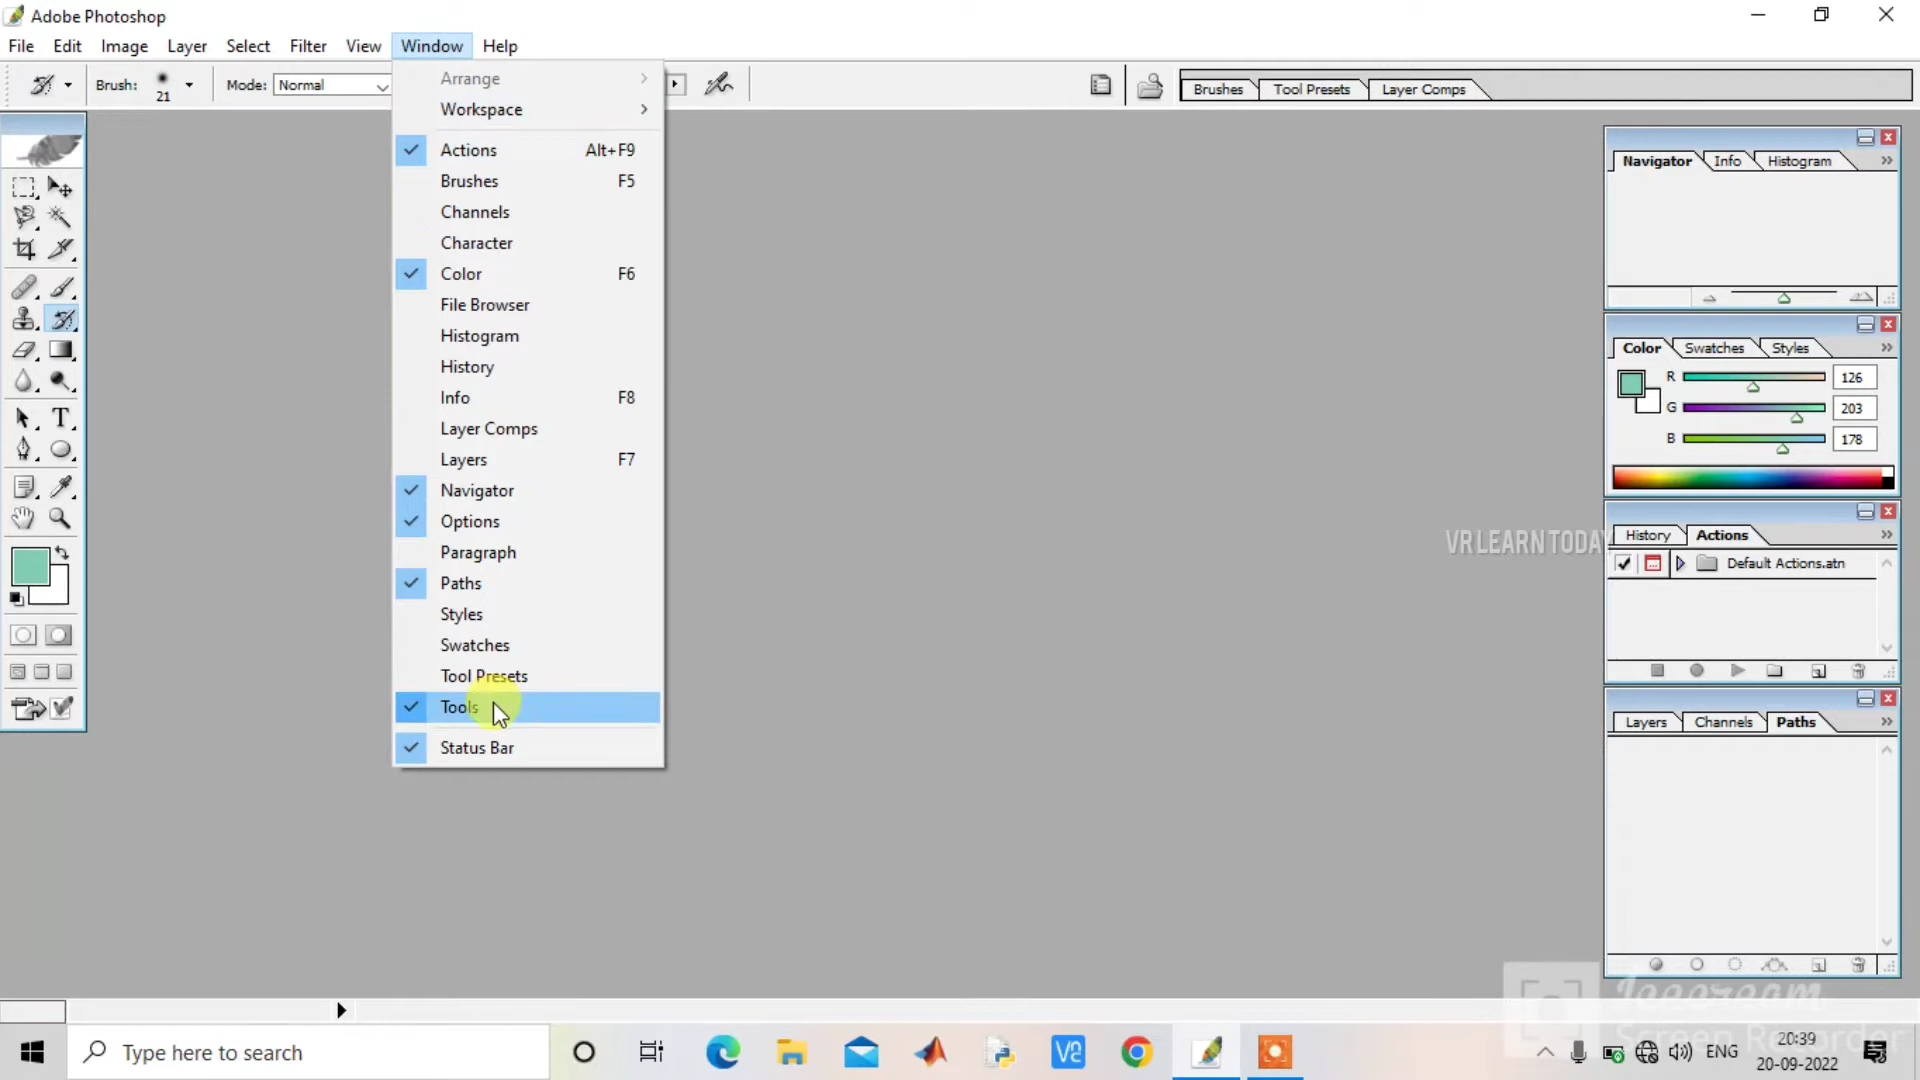 Adobe Photoshop
File Edit Image Layer Select Filter View Window Help
Brush: 21 Mode: Normal
Brushes Tool Presets Layer Comps
Arrange
Workspace
Actions Alt+F9
Brushes F5
Channels
Character
Color F6
File Browser
Histogram
History
Info F8
Layer Comps
Layers F7
Navigator
Options
Paragraph
Paths
Styles
Swatches
Tool Presets
Tools
Status Bar
Navigator Info Histogram
Color Swatches Styles
R 126
G 203
B 178
VR LEARN TODAY
History Actions
Default Actions.atn
Layers Channels Paths
Icecream
Screen Recorder
Type here to search
ENG
20:39
20-09-2022